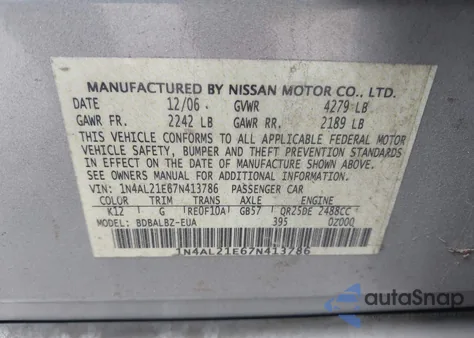 MANUFACTURED BY NISSAN MOTOR CO., LTD.
DATE 12/06 GVWR 4279 LB
GAWR FR. 2242 LB GAWR RR. 2189 LB
THIS VEHICLE CONFORMS TO ALL APPLICABLE FEDERAL MOTOR
VEHICLE SAFETY, BUMPER AND THEFT PREVENTION STANDARDS
IN EFFECT ON THE DATE OF MANUFACTURE SHOWN ABOVE.
SEE OWNERS MANUAL FOR ADDITIONAL INFORMATION.
VIN: 1N4AL21E67N413786 PASSENGER CAR
COLOR TRIM TRANS AXLE ENGINE
K12 G RE0F10A GB57 QR25DE 2488CC
MODEL: BDBALBZ-EUA 395 0Z000
1N4AL21E67N413786
autoSnap